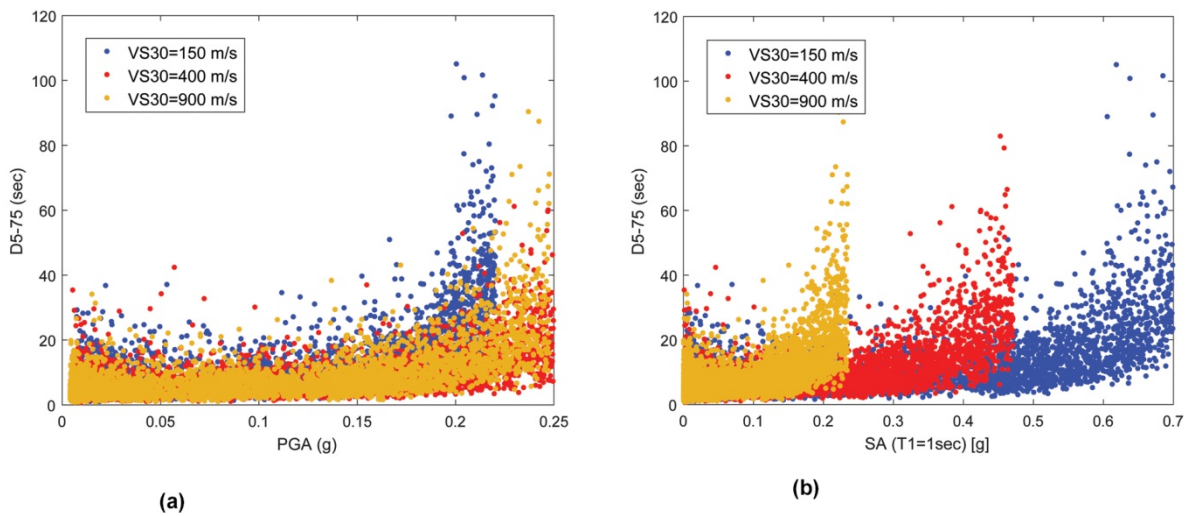 120
100
80
60
40
20
0
D5-75 (sec)
VS30=150 m/s
VS30=400 m/s
VS30=900 m/s
0 0.05 0.1 0.15 0.2 0.25
PGA (g)
(a)
120
100
80
60
40
20
0
D5-75 (sec)
VS30=150 m/s
VS30=400 m/s
VS30=900 m/s
0 0.1 0.2 0.3 0.4 0.5 0.6 0.7
SA (T1=1sec) [g]
(b)